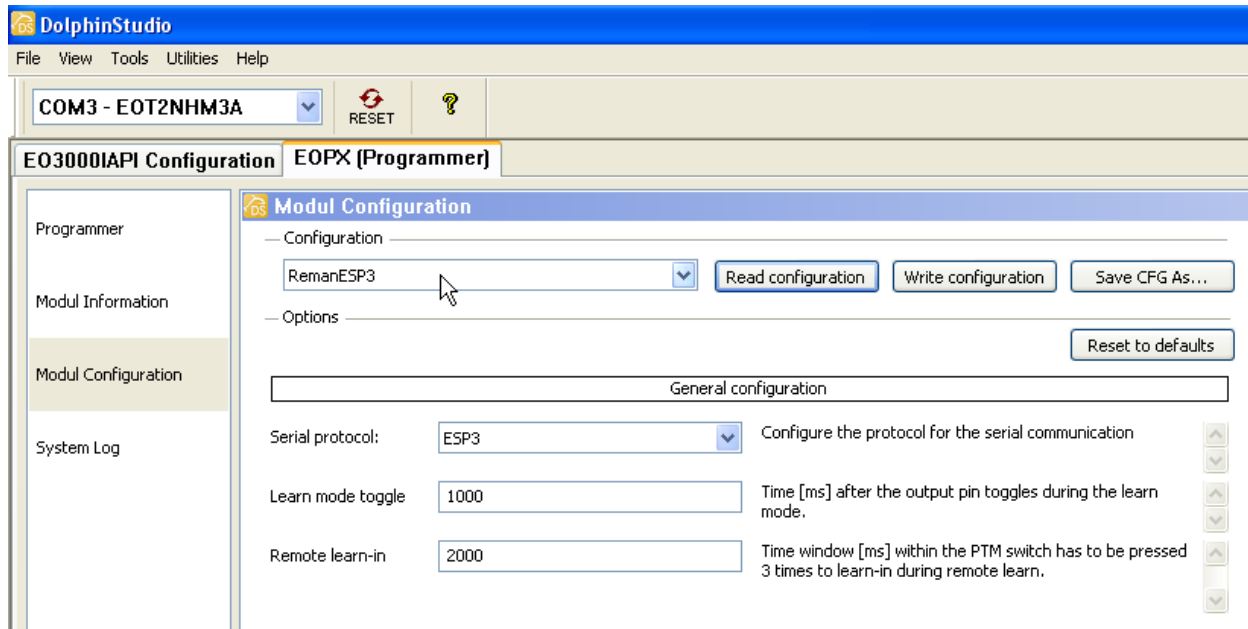 DolphinStudio
File View Tools Utilities Help
COM3 - EOT2NHM3A
RESET
?
EO3000IAPI Configuration EOPX (Programmer)
Programmer
Modul Information
Modul Configuration
System Log
DS Modul Configuration
Configuration
RemanESP3 Read configuration Write configuration Save CFG As...
Options
Reset to defaults
General configuration
Serial protocol: ESP3 Configure the protocol for the serial communication
Learn mode toggle 1000 Time [ms] after the output pin toggles during the learn
mode.
Remote learn-in 2000 Time window [ms] within the PTM switch has to be pressed
3 times to learn-in during remote learn.